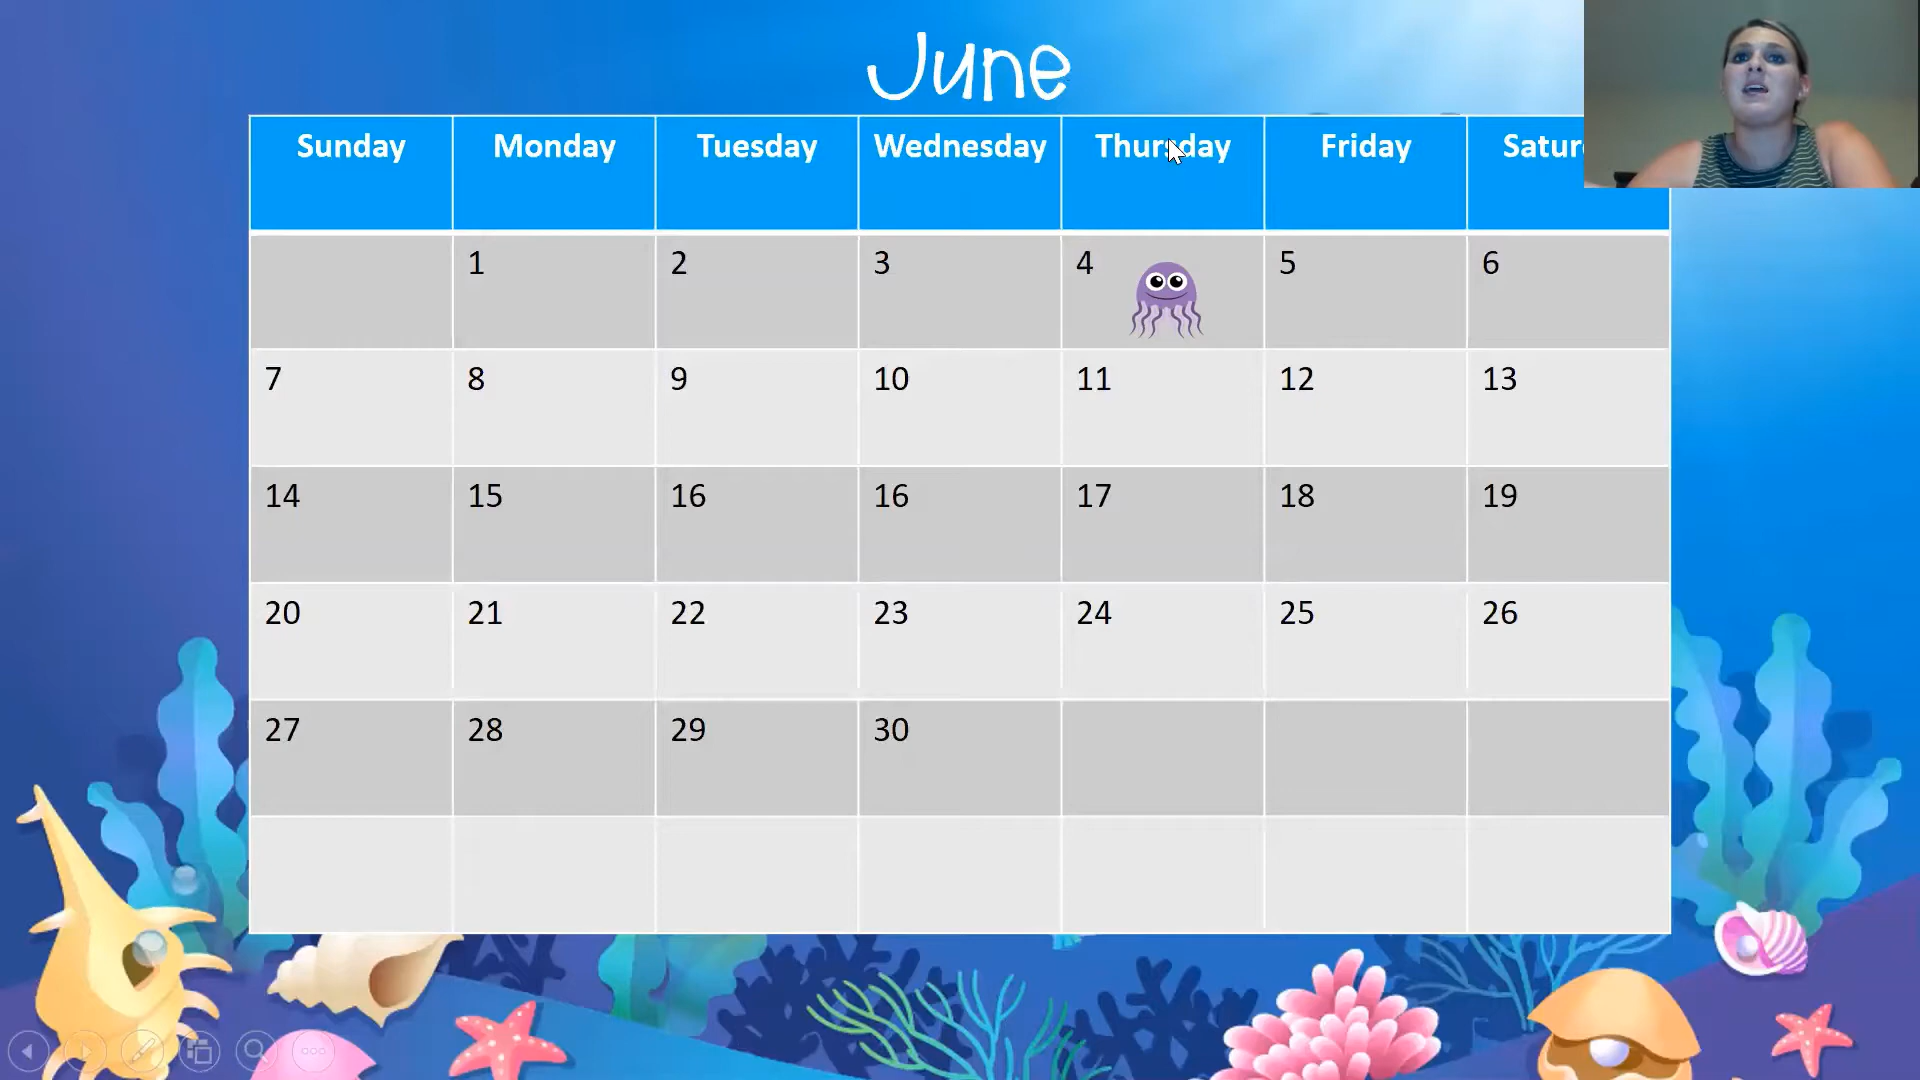 June
Sunday Monday Tuesday Wednesday Thursday Friday Satur
1 2 3 4 5 6
7 8 9 10 11 12 13
14 15 16 16 17 18 19
20 21 22 23 24 25 26
27 28 29 30